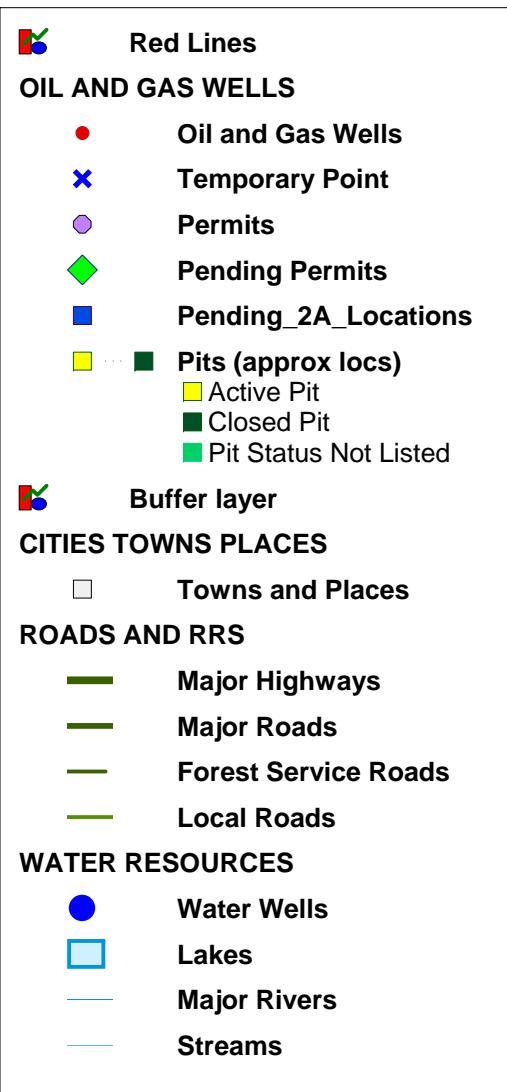 Red Lines
OIL AND GAS WELLS
Oil and Gas Wells
Temporary Point
Permits
Pending Permits
Pending_2A_Locations
Pits (approx locs)
Active Pit
Closed Pit
Pit Status Not Listed
Buffer layer
CITIES TOWNS PLACES
Towns and Places
ROADS AND RRS
Major Highways
Major Roads
Forest Service Roads
Local Roads
WATER RESOURCES
Water Wells
Lakes
Major Rivers
Streams